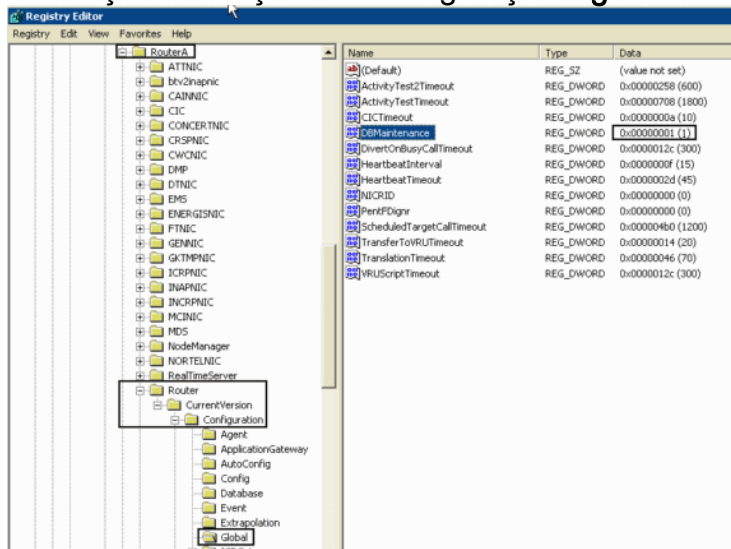 Registry Editor
Registry Edit View Favorites Help
RouterA
ATTNIC
btv2inapnic
CAINNIC
CIC
CONCERTNIC
CRSPNIC
CWCNIC
DMP
DTNIC
EMS
ENERGISNIC
FTNIC
GENNIC
GKTMPNIC
ICRPNIC
INAPNIC
INCRPNIC
MCINIC
MDS
NodeManager
NORTELNIC
RealTimeServer
Router
CurrentVersion
Configuration
Agent
ApplicationGateway
AutoConfig
Config
Database
Event
Extrapolation
Global
Name Type Data
(Default) REG_SZ (value not set)
ActivityTest2Timeout REG_DWORD 0x00000258 (600)
ActivityTestTimeout REG_DWORD 0x00000708 (1800)
CICTimeout REG_DWORD 0x0000000a (10)
DBMaintenance REG_DWORD 0x00000001 (1)
DivertOnBusyCallTimeout REG_DWORD 0x0000012c (300)
HeartbeatInterval REG_DWORD 0x0000000f (15)
HeartbeatTimeout REG_DWORD 0x0000002d (45)
NICRID REG_DWORD 0x00000000 (0)
PentFDignr REG_DWORD 0x00000000 (0)
ScheduledTargetCallTimeout REG_DWORD 0x000004b0 (1200)
TransferToVRUTimeout REG_DWORD 0x00000014 (20)
TranslationTimeout REG_DWORD 0x00000046 (70)
VRUScriptTimeout REG_DWORD 0x0000012c (300)